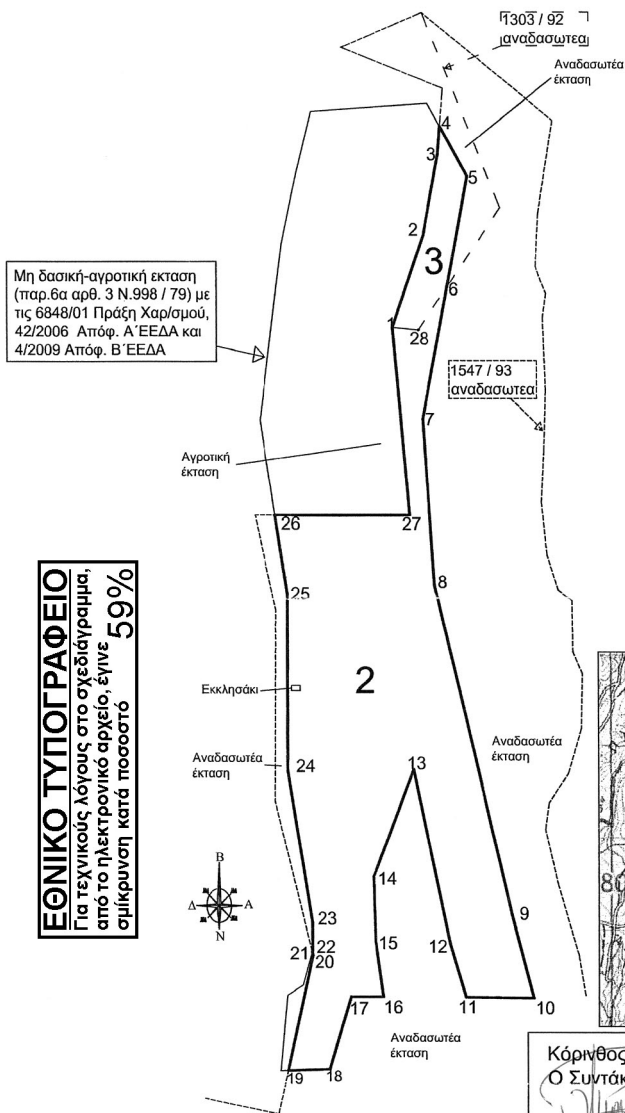 1303 / 92
αναδασωτεα
Αναδασωτέα
έκταση
4
3
5
2
3
6
1
28
Μη δασική-αγροτική εκταση
(παρ.6α αρθ. 3 Ν.998 / 79) με
τις 6848/01 Πράξη Χαρ/σμού,
42/2006 Απόφ. Α΄ΕΕΔΑ και
4/2009 Απόφ. Β΄ΕΕΔΑ
1547 / 93
αναδασωτεα
7
Αγροτική
έκταση
26
27
8
25
ΕΘΝΙΚΟ ΤΥΠΟΓΡΑΦΕΙΟ
Για τεχνικούς λόγους στο σχεδιάγραμμα,
από το ηλεκτρονικό αρχείο, έγινε
σμίκρυνση κατά ποσοστό 59%
Εκκλησάκι
2
Αναδασωτέα
έκταση
24
13
Αναδασωτέα
έκταση
14
Β
Δ
Α
Ν
23
9
22
21
20
15
12
17
16
11
10
19
18
Αναδασωτέα
έκταση
Κόρινθος
Ο Συντάκ